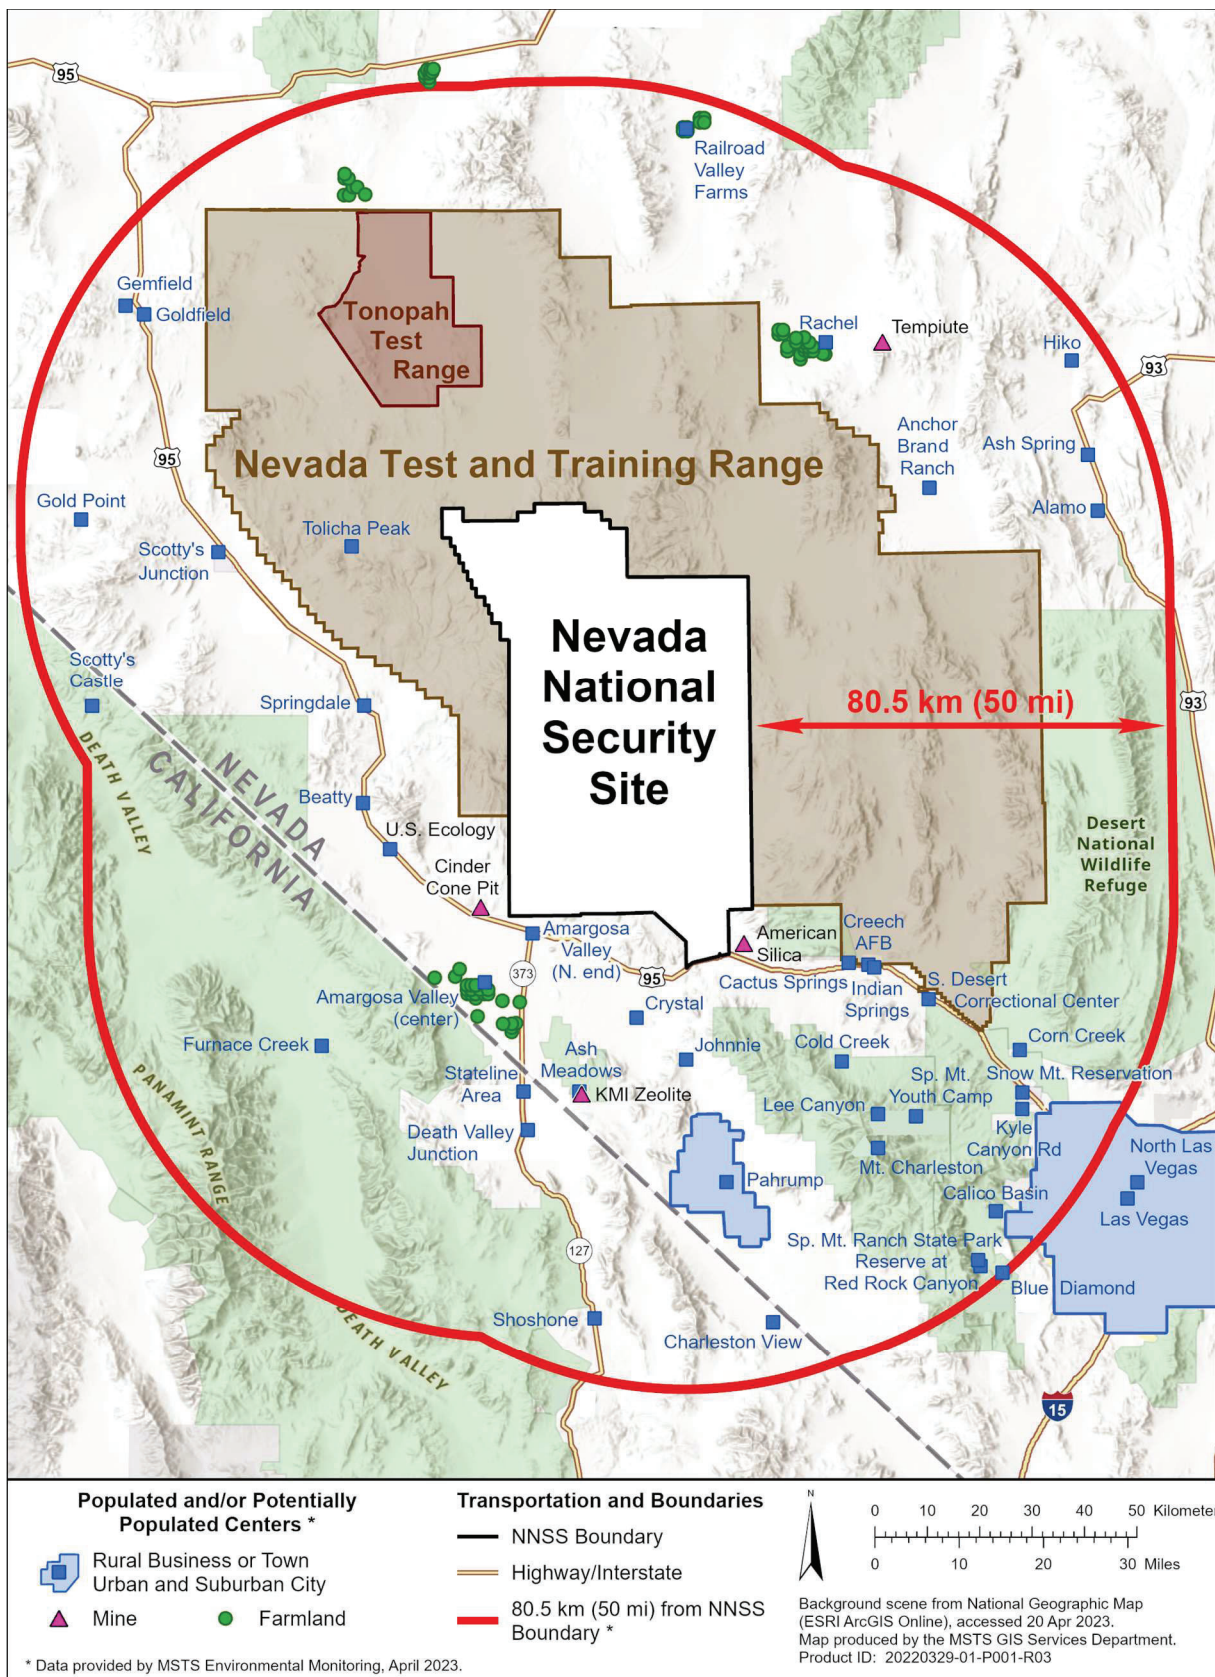 95
Railroad
Valley
Farms
Gemfield
Goldfield
Tonopah
Test
Range
Rachel
Tempiute
Hiko
93
Anchor
Brand
Ranch
Ash Spring
95
Nevada Test and Training Range
Gold Point
Alamo
Tolicha Peak
Scotty's
Junction
Nevada
National
Security
Site
Scotty's
Castle
Springdale
80.5 km (50 mi)
93
DEATH VALLEY
NEVADA
CALIFORNIA
Beatty
U.S. Ecology
Desert
National
Wildlife
Refuge
Cinder
Cone Pit
Amargosa
Valley
(N. end)
American
Silica
Creech
AFB
373
95
Cactus Springs
Indian
Springs
S. Desert
Correctional Center
Amargosa Valley
(center)
Crystal
Furnace Creek
Johnnie
Cold Creek
Corn Creek
Ash
Meadows
Stateline
Area
KMI Zeolite
Sp. Mt.
Youth Camp
Snow Mt. Reservation
Lee Canyon
PANAMINT RANGE
Death Valley
Junction
Kyle
Canyon Rd
North Las
Vegas
Mt. Charleston
Pahrump
Calico Basin
Las Vegas
127
Sp. Mt. Ranch State Park
Reserve at
Red Rock Canyon
Blue Diamond
Shoshone
Charleston View
DEATH VALLEY
15
Populated and/or Potentially
Populated Centers *
Rural Business or Town
Urban and Suburban City
Mine
Farmland
* Data provided by MSTS Environmental Monitoring, April 2023.
Transportation and Boundaries
NNSS Boundary
Highway/Interstate
80.5 km (50 mi) from NNSS
Boundary *
N
0 10 20 30 40 50 Kilometer
0 10 20 30 Miles
Background scene from National Geographic Map
(ESRI ArcGIS Online), accessed 20 Apr 2023.
Map produced by the MSTS GIS Services Department.
Product ID: 20220329-01-P001-R03